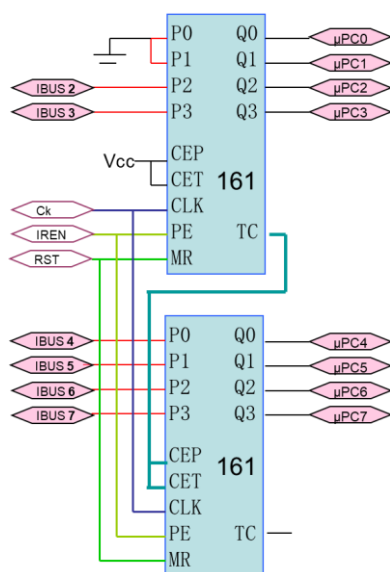 P0 Q0 μPC0
P1 Q1 μPC1
IBUS 2 P2 Q2 μPC2
IBUS 3 P3 Q3 μPC3
Vcc CEP
CET 161
Ck CLK
IREN PE TC
RST MR
IBUS 4 P0 Q0 μPC4
IBUS 5 P1 Q1 μPC5
IBUS 6 P2 Q2 μPC6
IBUS 7 P3 Q3 μPC7
CEP
CET 161
CLK
PE TC
MR